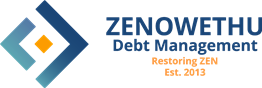 ZENOWETHU
Debt Management
Restoring ZEN
Est. 2013